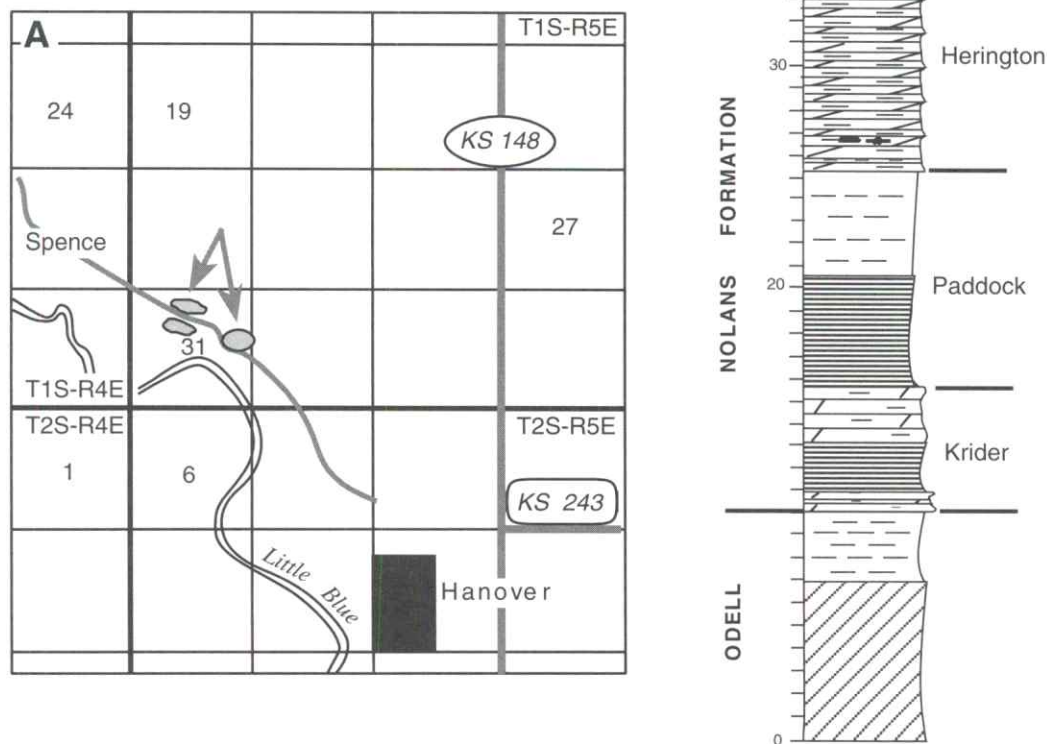 A
T1S-R5E
24
19
KS 148
27
Spence
31
T1S-R4E
T2S-R4E
T2S-R5E
1
6
KS 243
Little Blue
Hanover
30
20
0
NOLANS FORMATION
ODELL
Herington
Paddock
Krider